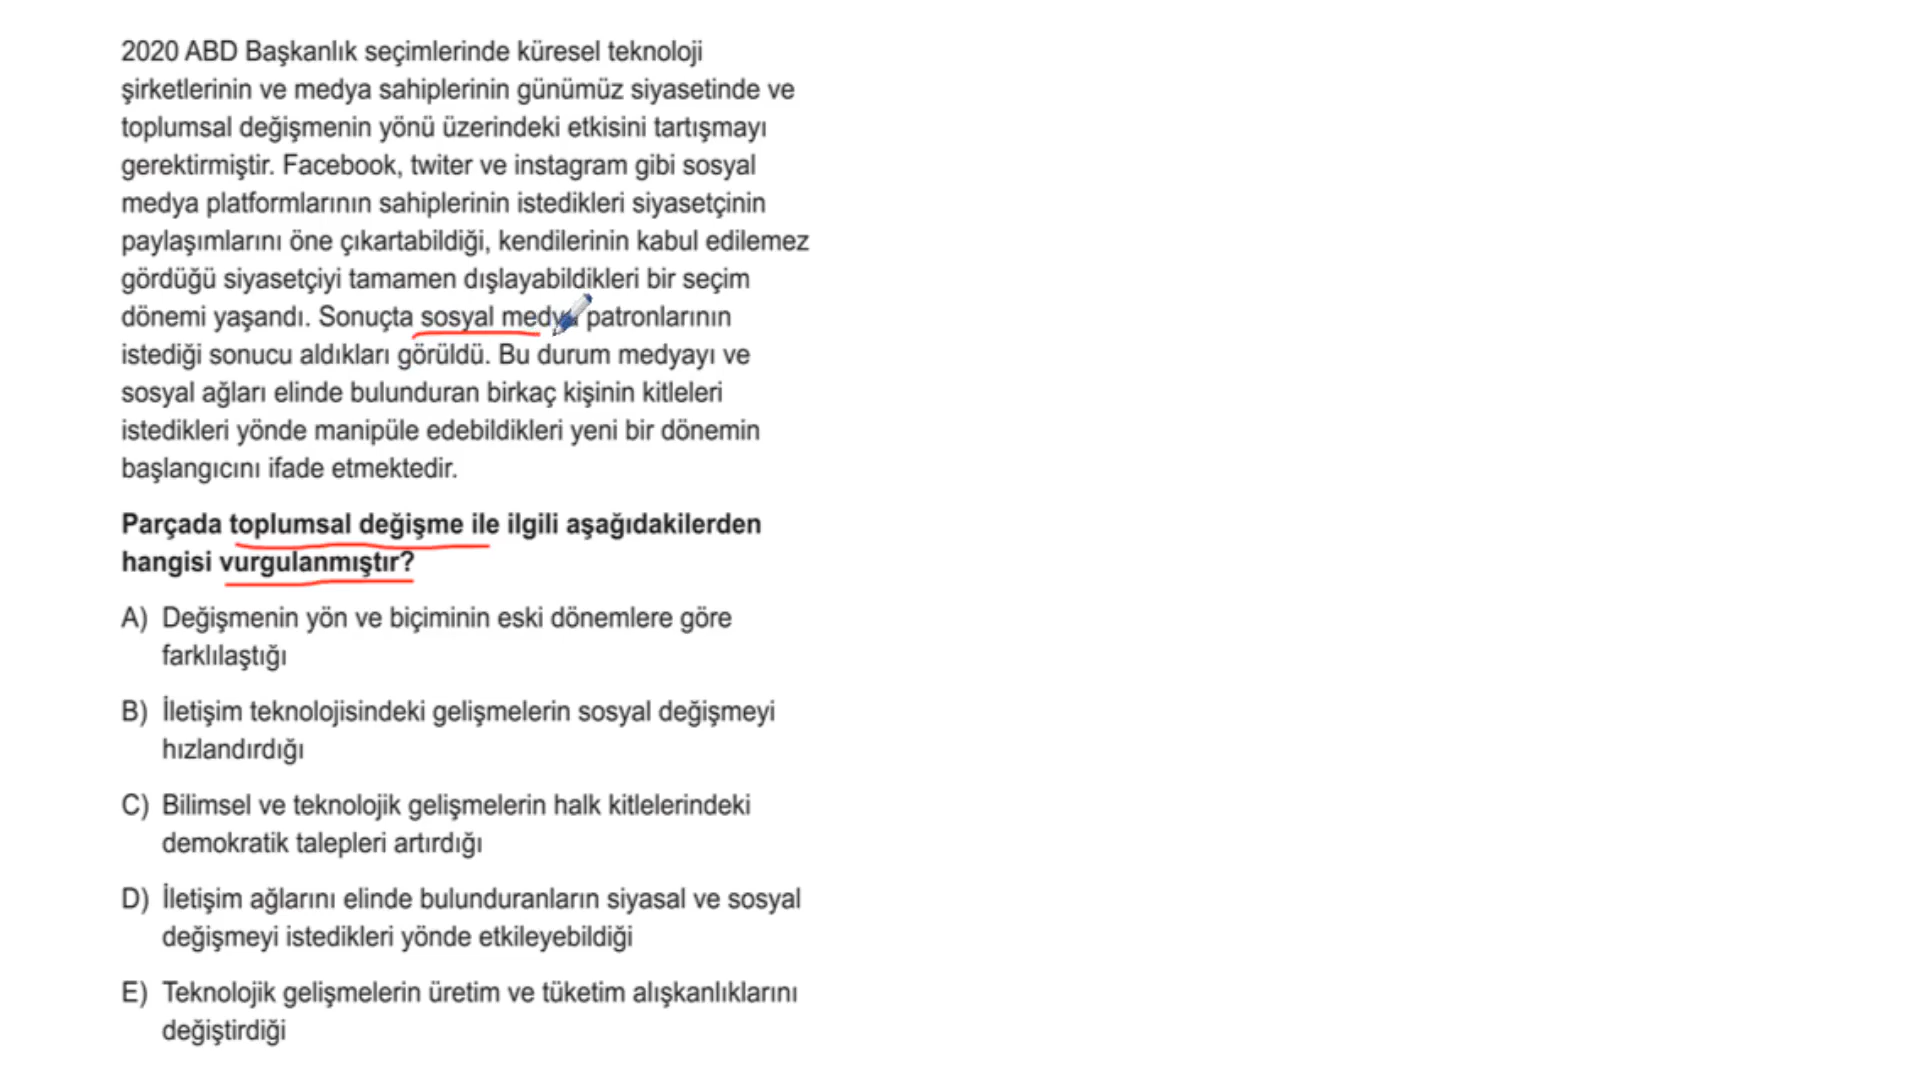 2020 ABD Başkanlık seçimlerinde küresel teknoloji
şirketlerinin ve medya sahiplerinin günümüz siyasetinde ve
toplumsal değişmenin yönü üzerindeki etkisini tartışmayı
gerektirmiştir. Facebook, twiter ve instagram gibi sosyal
medya platformlarının sahiplerinin istedikleri siyasetçinin
paylaşımlarını öne çıkartabildiği, kendilerinin kabul edilemez
gördüğü siyasetçiyi tamamen dışlayabildikleri bir seçim
dönemi yaşandı. Sonuçta sosyal medya patronlarının
istediği sonucu aldıkları görüldü. Bu durum medyayı ve
sosyal ağları elinde bulunduran birkaç kişinin kitleleri
istedikleri yönde manipüle edebildikleri yeni bir dönemin
başlangıcını ifade etmektedir.
Parçada toplumsal değişme ile ilgili aşağıdakilerden
hangisi vurgulanmıştır?
A) Değişmenin yön ve biçiminin eski dönemlere göre
farklılaştığı
B) İletişim teknolojisindeki gelişmelerin sosyal değişmeyi
hızlandırdığı
C) Bilimsel ve teknolojik gelişmelerin halk kitlelerindeki
demokratik talepleri artırdığı
D) İletişim ağlarını elinde bulunduranların siyasal ve sosyal
değişmeyi istedikleri yönde etkileyebildiği
E) Teknolojik gelişmelerin üretim ve tüketim alışkanlıklarını
değiştirdiği